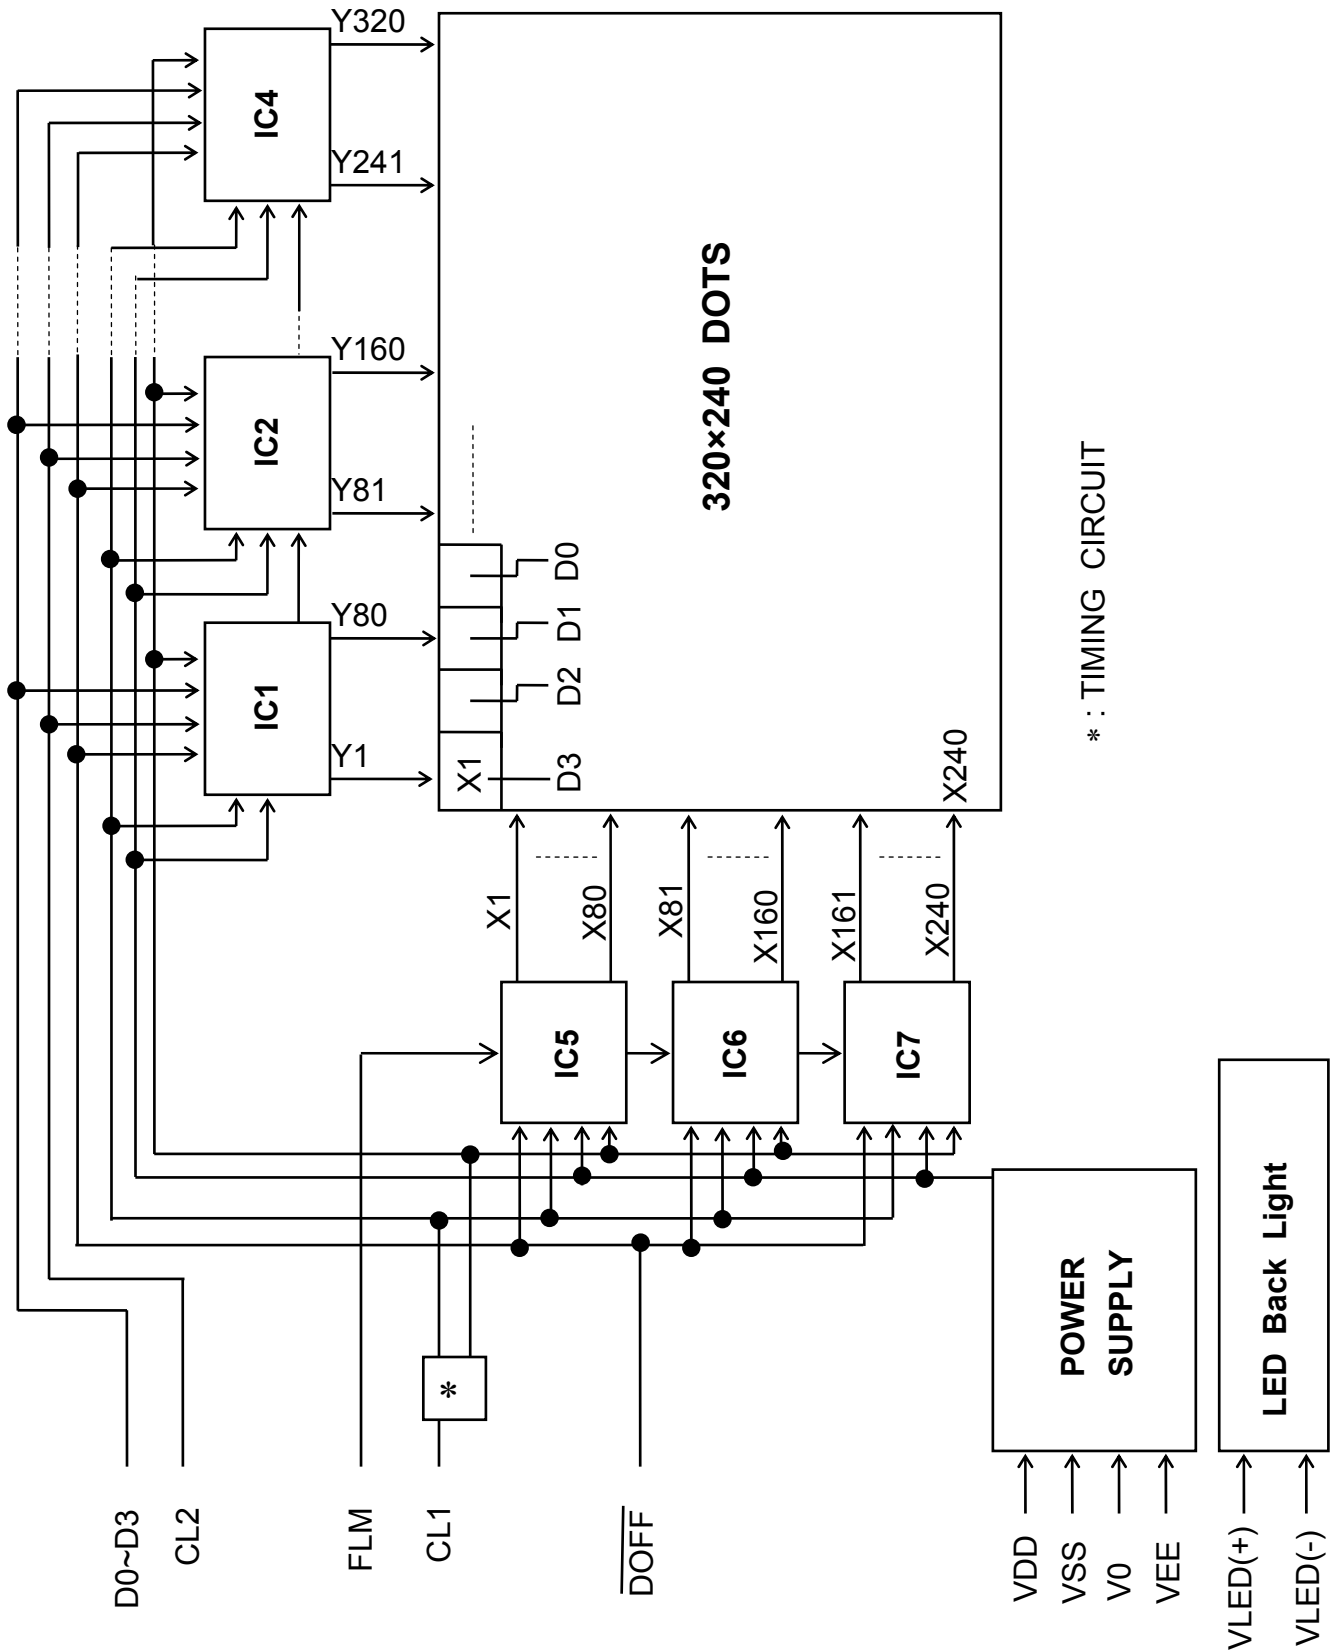 Y320
IC4
Y241
Y160
IC2
Y81
Y80
IC1
Y1
320×240 DOTS
D0
D1
D2
D3
X1
X240
X1
X80
X81
X160
X161
X240
IC5
IC6
IC7
* : TIMING CIRCUIT
*
D0~D3
CL2
FLM
CL1
DOFF
POWER
SUPPLY
VDD
VSS
V0
VEE
LED Back Light
VLED(+)
VLED(-)